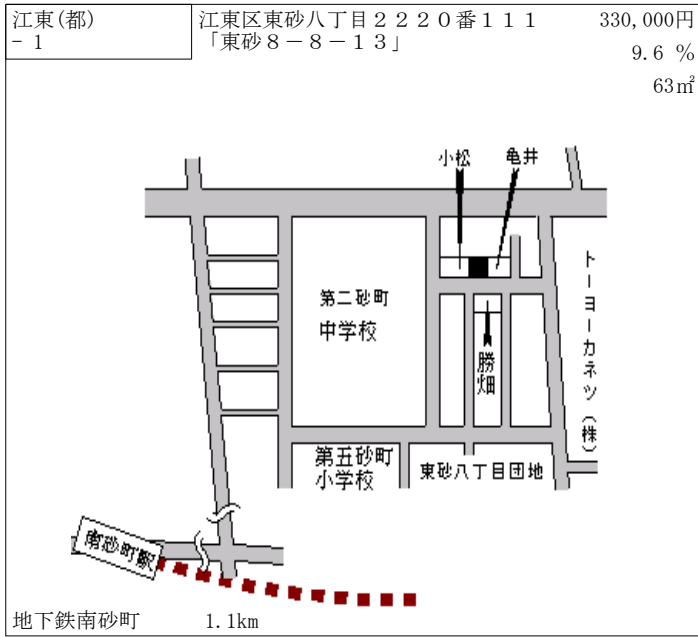 江東(都)
- 1
江東区東砂八丁目２２２０番１１１
「東砂８－８－１３」
330,000円
9.6 %
63㎡
小松
亀井
第二砂町
中学校
勝畑
トーヨーカネツ（株）
第五砂町
小学校
東砂八丁目団地
南砂町駅
地下鉄南砂町
1.1km